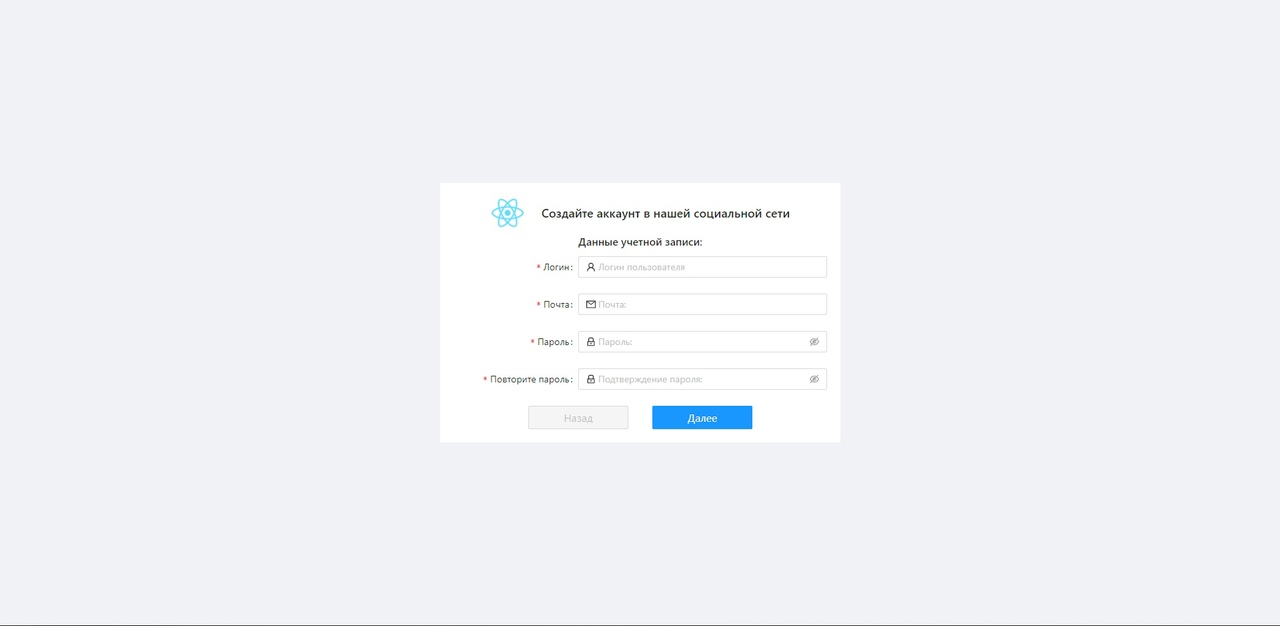 Создайте аккаунт в нашей социальной сети
Данные учетной записи:
* Логин: Логин пользователя
* Почта: Почта:
* Пароль: Пароль:
* Повторите пароль: Подтверждение пароля:
Назад Далее